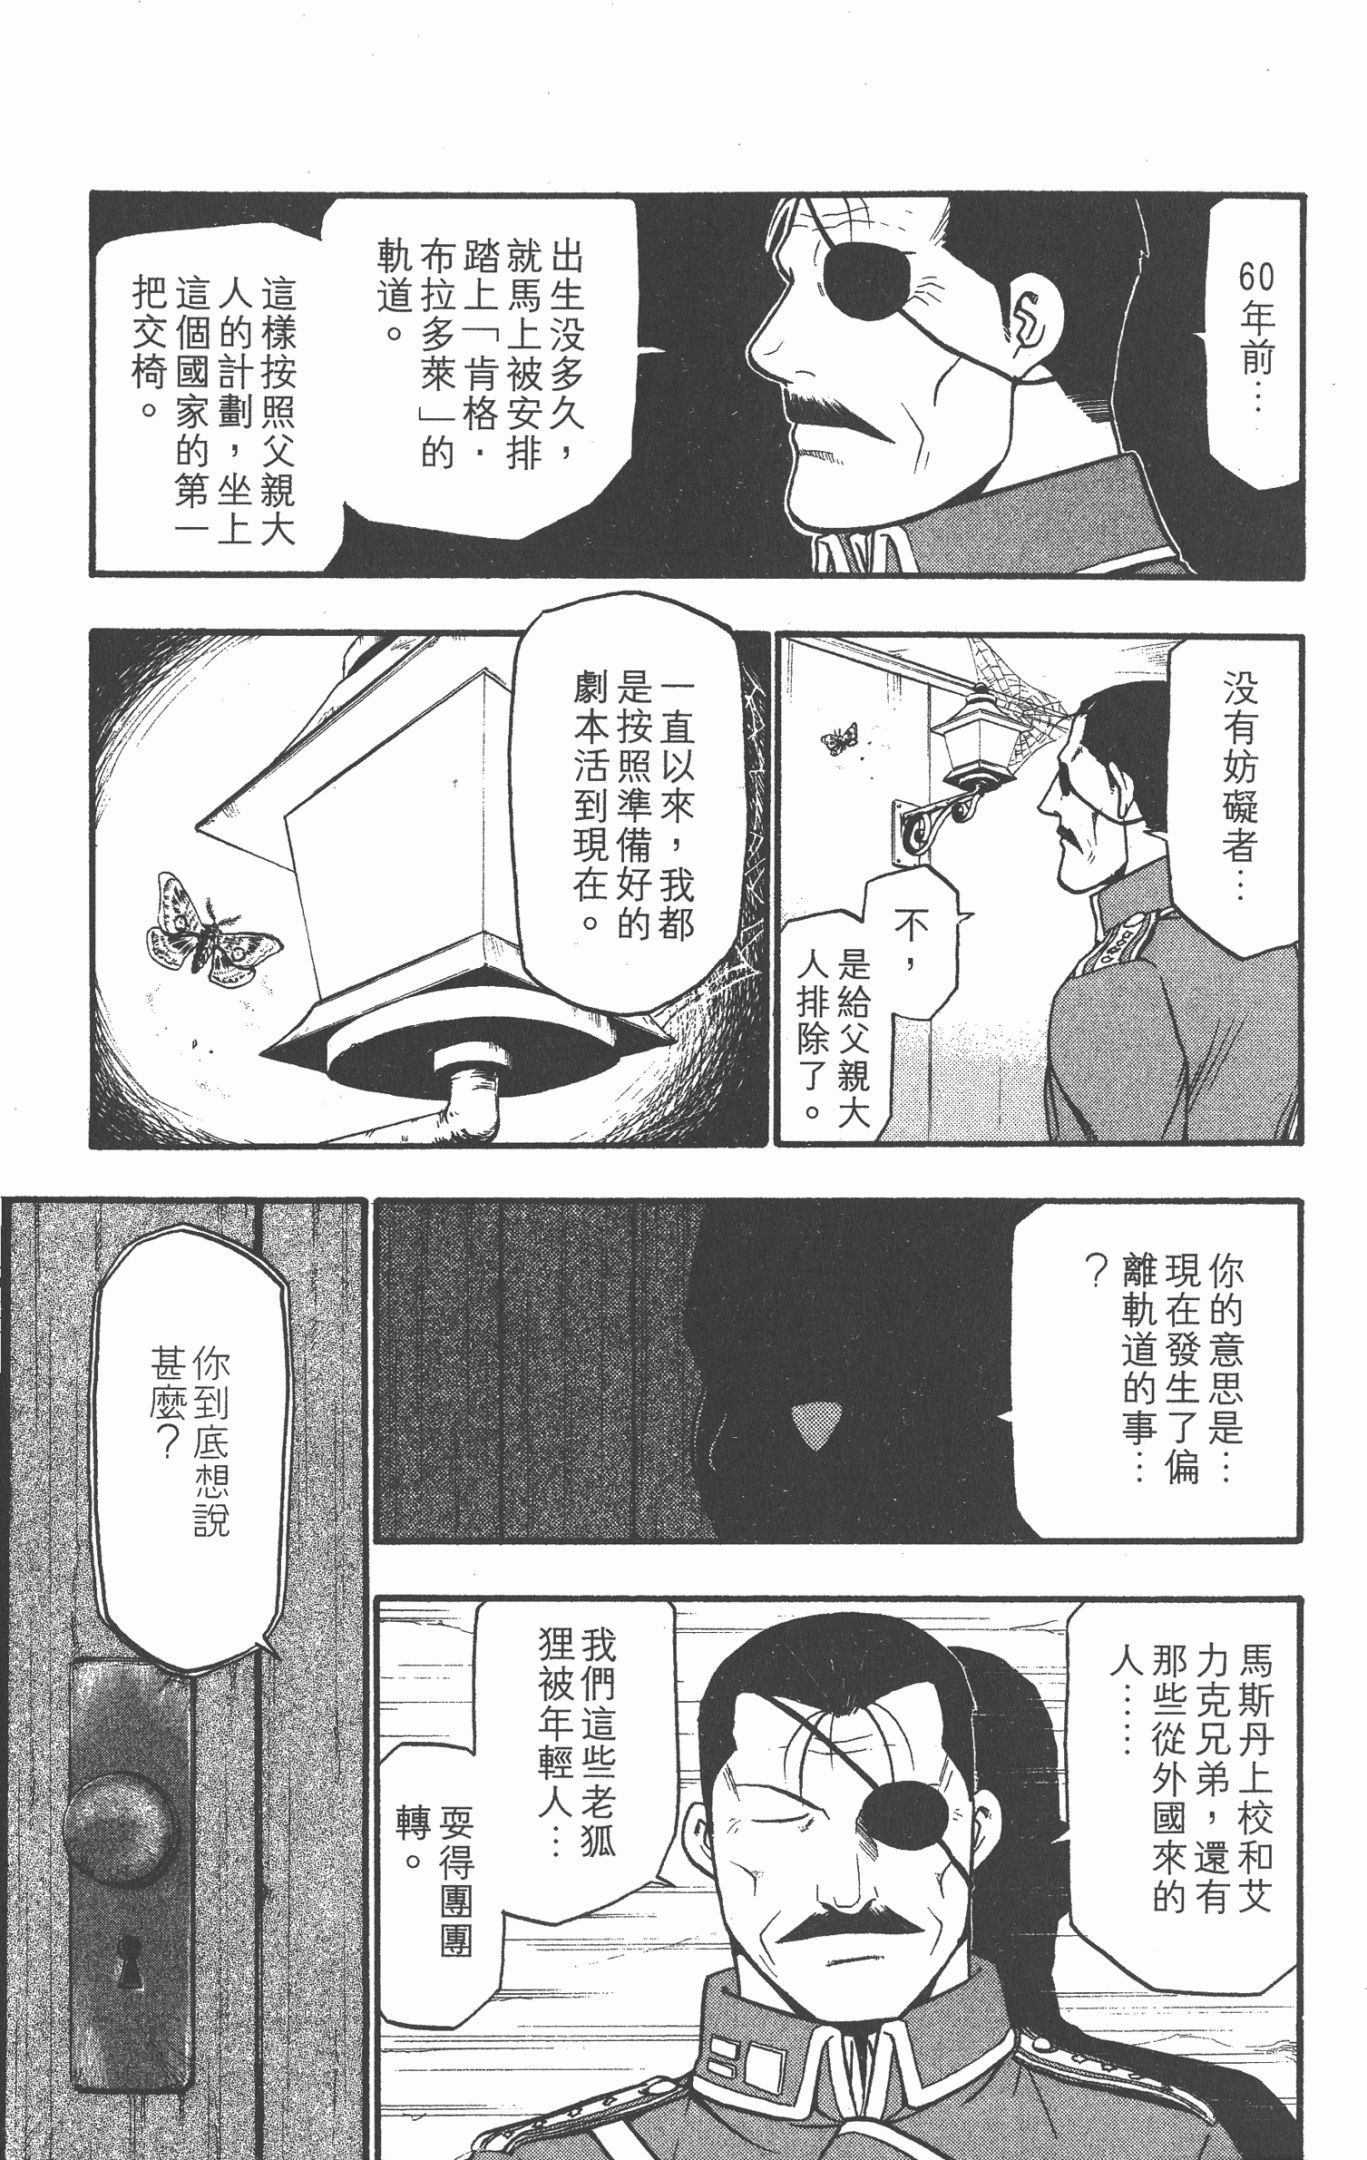 60年前…
出生没多久，
就馬上被安排
踏上「肯格．
布拉多萊」的
軌道。
這樣按照父親大
人的計劃，坐上
這個國家的第一
把交椅。
没有妨礙者…
不，
是給父親大
人排除了。
一直以來，我都
是按照準備好的
劇本活到現在。
你的意思是…
現在發生了偏
離軌道的事…
？
馬斯丹上校和艾
力克兄弟，還有
那些從外國來的
人……
我們這些老狐
狸被年輕人…
耍得團團
轉。
你到底想說
甚麼？